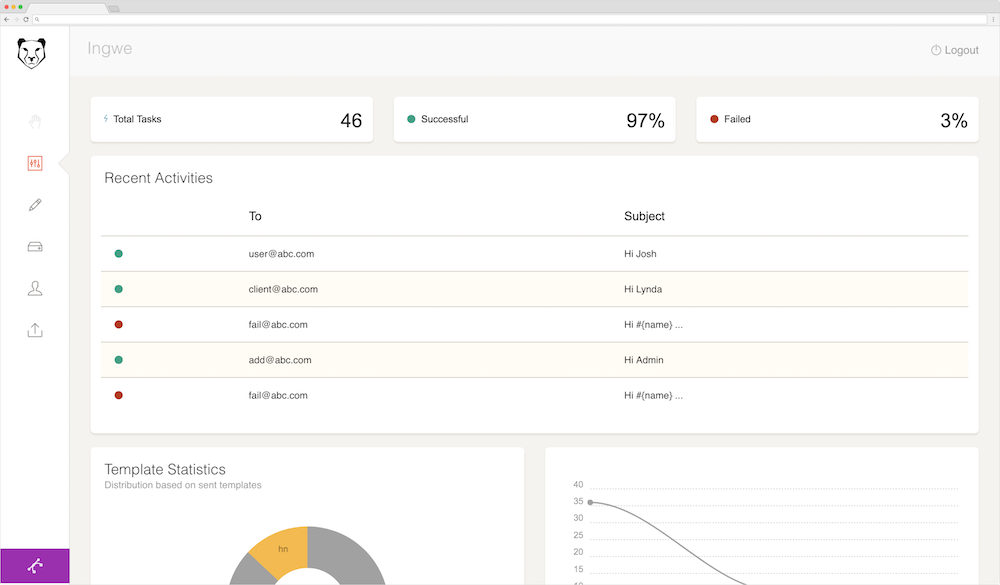 Ingwe
Logout
Total Tasks 46
Successful 97%
Failed 3%
Recent Activities
To Subject
user@abc.com Hi Josh
client@abc.com Hi Lynda
fail@abc.com Hi #{name} ...
add@abc.com Hi Admin
fail@abc.com Hi #{name} ...
Template Statistics
Distribution based on sent templates
hn
40
35
30
25
20
15
10